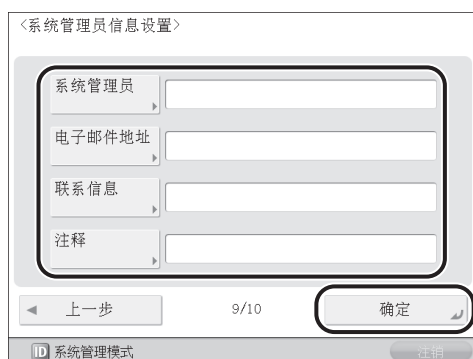 <系统管理员信息设置>
系统管理员
电子邮件地址
联系信息
注释
上一步 9/10 确定
ID 系统管理模式 注销